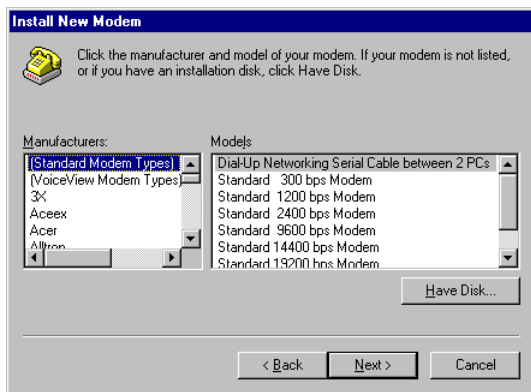 Install New Modem
Click the manufacturer and model of your modem. If your modem is not listed,
or if you have an installation disk, click Have Disk.
Manufacturers:
(Standard Modem Types)
(VoiceView Modem Types)
3X
Aceex
Acer
Alltron
Models
Dial-Up Networking Serial Cable between 2 PCs
Standard   300 bps Modem
Standard  1200 bps Modem
Standard  2400 bps Modem
Standard  9600 bps Modem
Standard 14400 bps Modem
Standard 19200 bps Modem
Have Disk...
< Back
Next >
Cancel